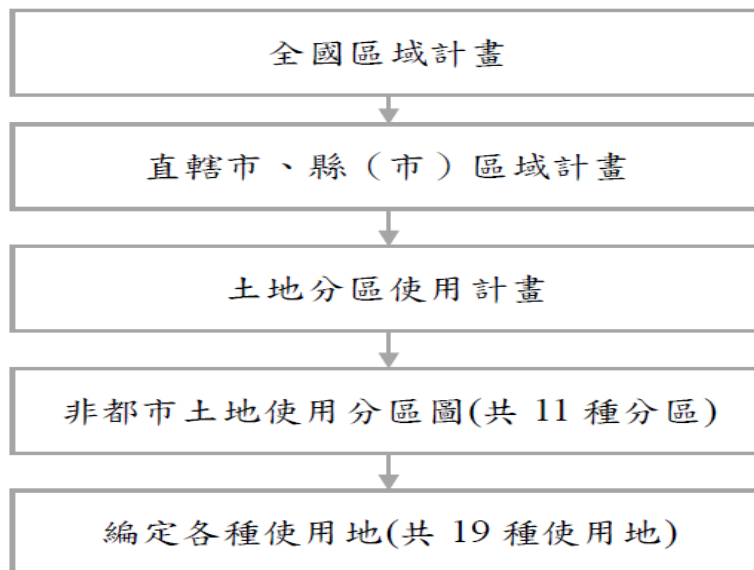 全國區域計畫
直轄市、縣（市）區域計畫
土地分區使用計畫
非都市土地使用分區圖(共 11 種分區)
編定各種使用地(共 19 種使用地)